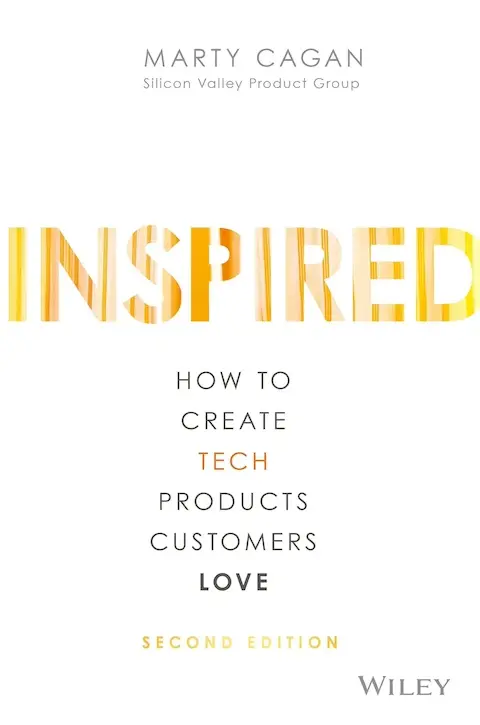 MARTY CAGAN
Silicon Valley Product Group
INSPIRED
HOW TO
CREATE
TECH
PRODUCTS
CUSTOMERS
LOVE
SECOND EDITION
WILEY